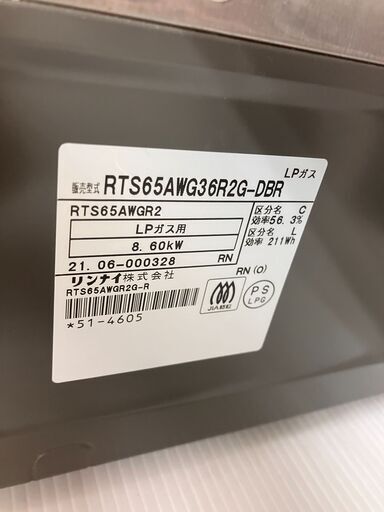 LPガス
販売型式 RTS65AWG36R2G-DBR
RTS65AWGR2
LPガス用
8.60kW
区分名 C
効率56.3%
区分名 L
効率 211Wh
21.06-000328 RN
リンナイ株式会社
RN(O)
RTS65AWGR2G-R
*51-4605
PS
LPG